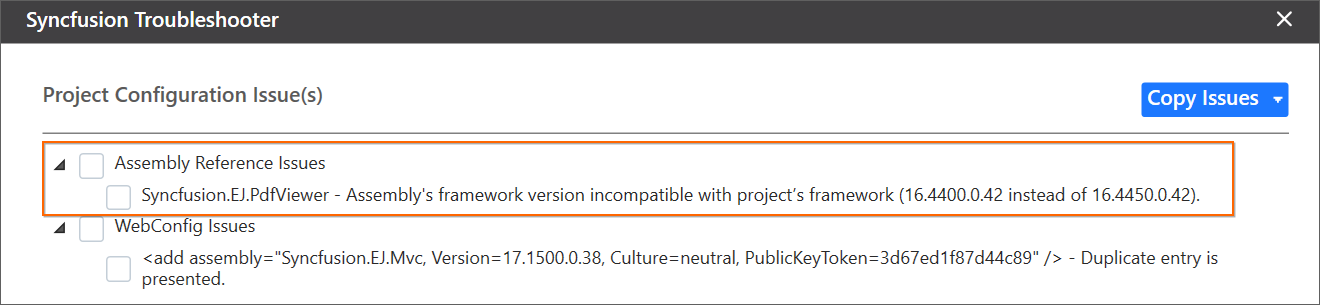 Syncfusion Troubleshooter
Project Configuration Issue(s)
Copy Issues
Assembly Reference Issues
Syncfusion.EJ.PdfViewer - Assembly's framework version incompatible with project’s framework (16.4400.0.42 instead of 16.4450.0.42).
WebConfig Issues
<add assembly="Syncfusion.EJ.Mvc, Version=17.1500.0.38, Culture=neutral, PublicKeyToken=3d67ed1f87d44c89" /> - Duplicate entry is
presented.